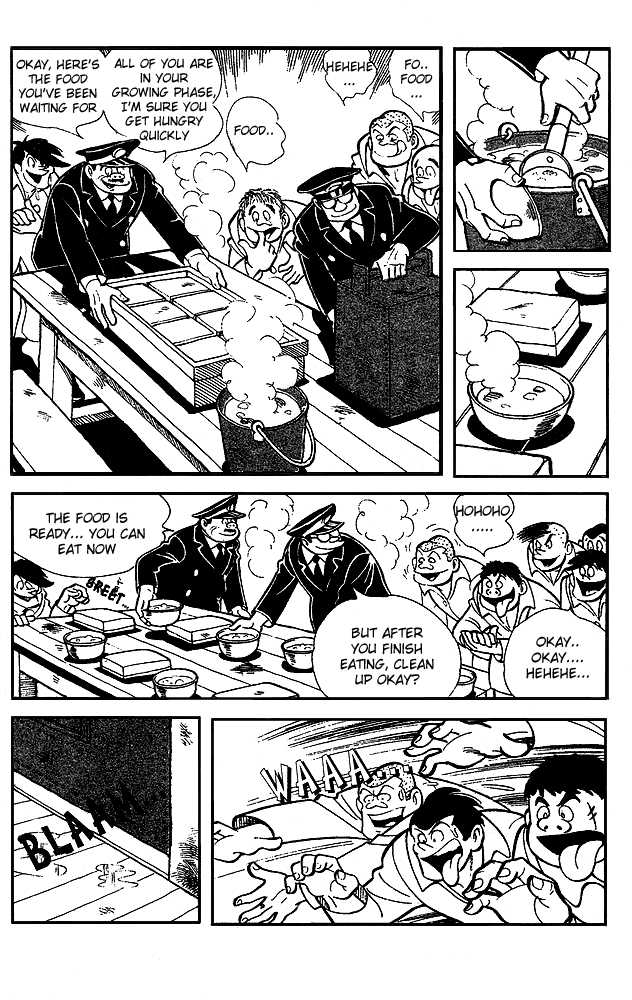 OKAY, HERE'S
THE FOOD
YOU'VE BEEN
WAITING FOR
ALL OF YOU ARE
IN YOUR
GROWING PHASE,
I'M SURE YOU
GET HUNGRY
QUICKLY
FOOD..
HEHEHE
...
FO..
FOOD
...
THE FOOD IS
READY... YOU CAN
EAT NOW
BREET..
HOHOHO
.....
BUT AFTER
YOU FINISH
EATING, CLEAN
UP OKAY?
OKAY..
OKAY....
HEHEHE...
BLAAM
WAAA...